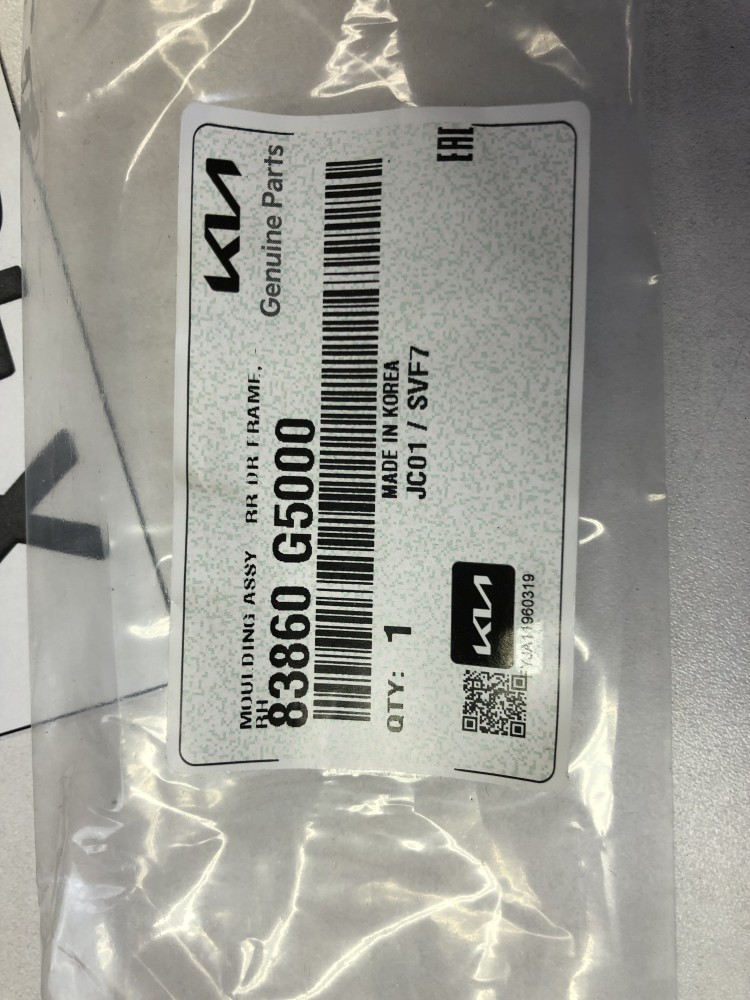 KIA
Genuine Parts
MOULDING ASSY RR DR FRAME,
RH
83860 G5000
QTY: 1
MADE IN KOREA
JC01 / SVF7
EAC
KIA